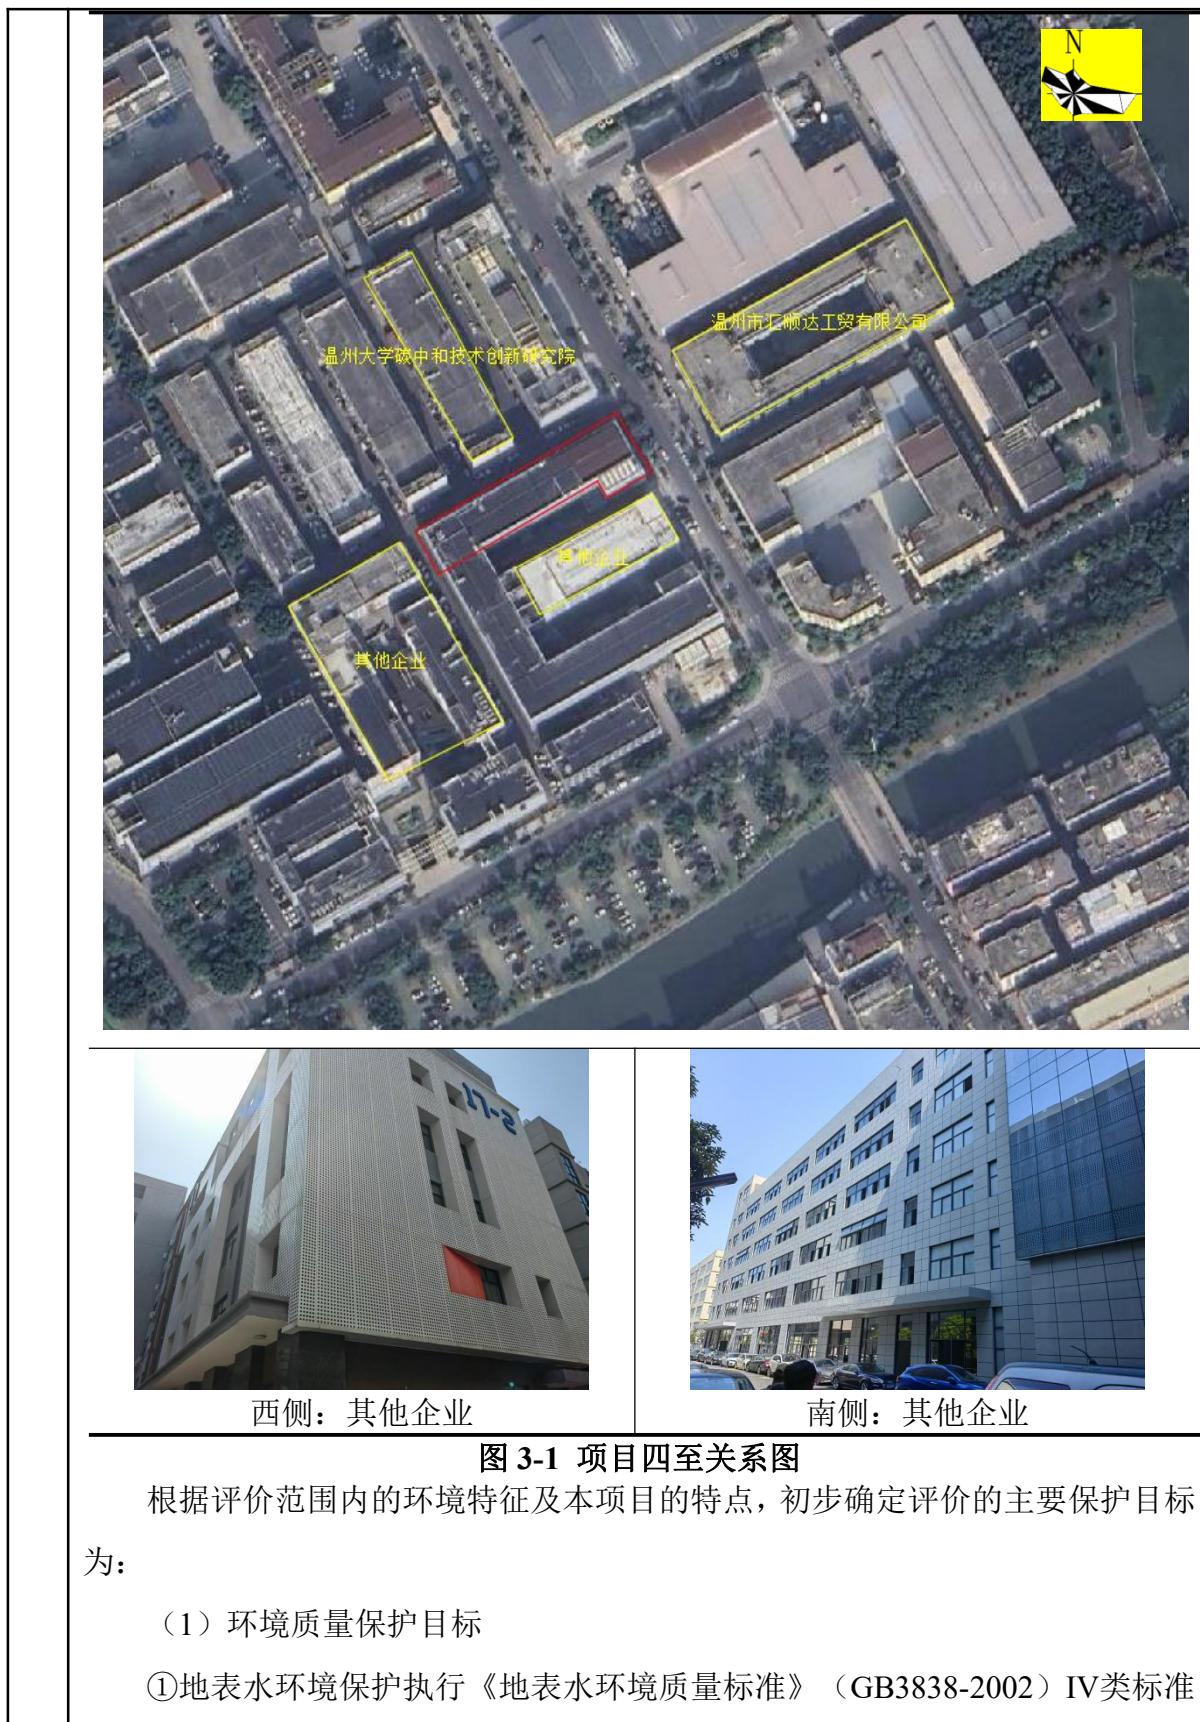 N
温州市汇顺达工贸有限公司
温州大学碳中和技术创新研究院
其他企业
其他企业
17-2
西侧：其他企业
南侧：其他企业
图 3-1 项目四至关系图
根据评价范围内的环境特征及本项目的特点，初步确定评价的主要保护目标
为：
（1）环境质量保护目标
①地表水环境保护执行《地表水环境质量标准》（GB3838-2002）IV类标准